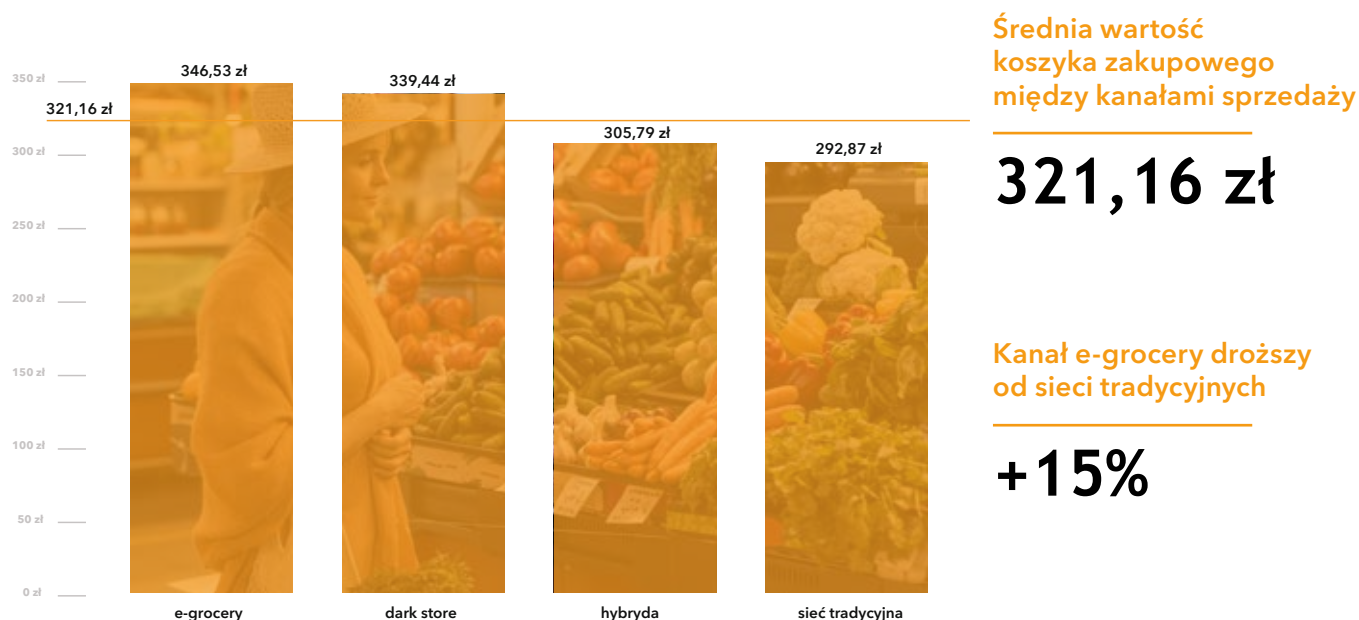 350 zł
300 zł
250 zł
200 zł
150 zł
100 zł
50 zł
0 zł
321,16 zł
346,53 zł
339,44 zł
305,79 zł
292,87 zł
e-grocery
dark store
hybryda
sieć tradycyjna
Średnia wartość
koszyka zakupowego
między kanałami sprzedaży
321,16 zł
Kanał e-grocery droższy
od sieci tradycyjnych
+15%